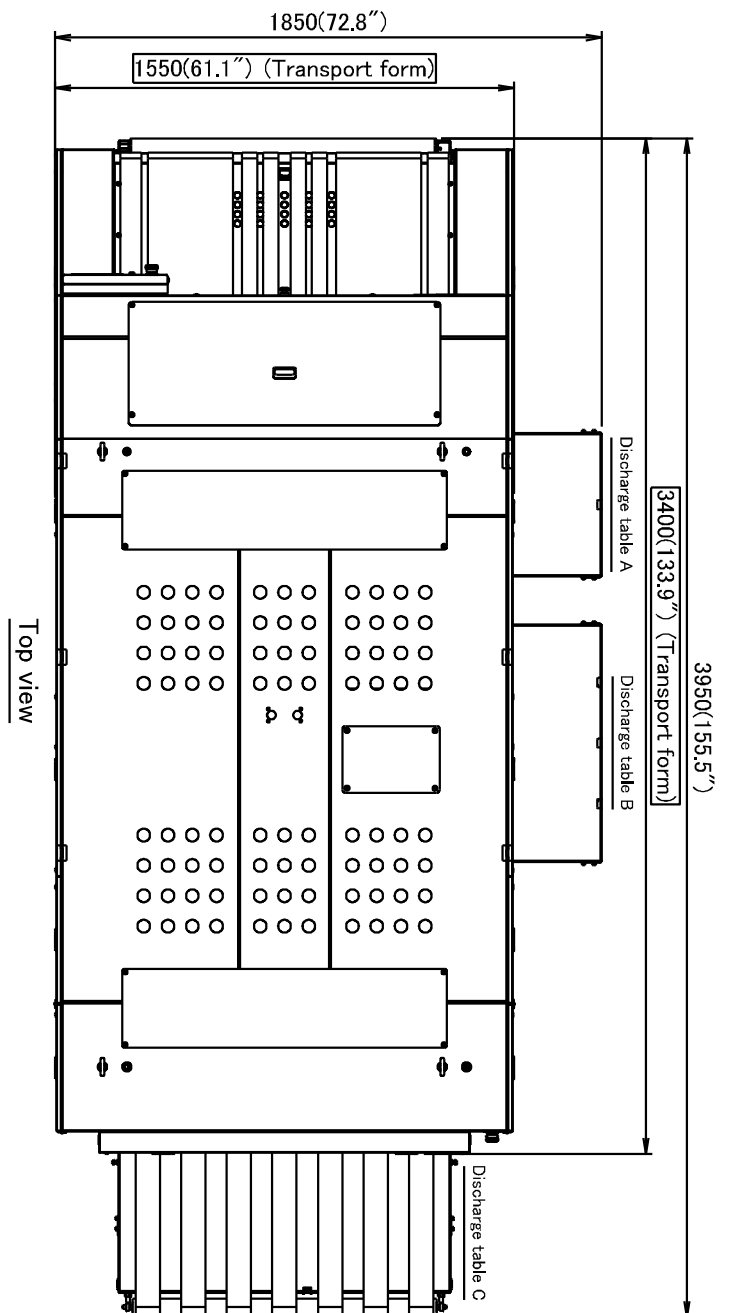 1850(72.8″)
1550(61.1″) (Transport form)
Discharge table A
3400(133.9″) (Transport form)
3950(155.5″)
Discharge table B
Top view
Discharge table C